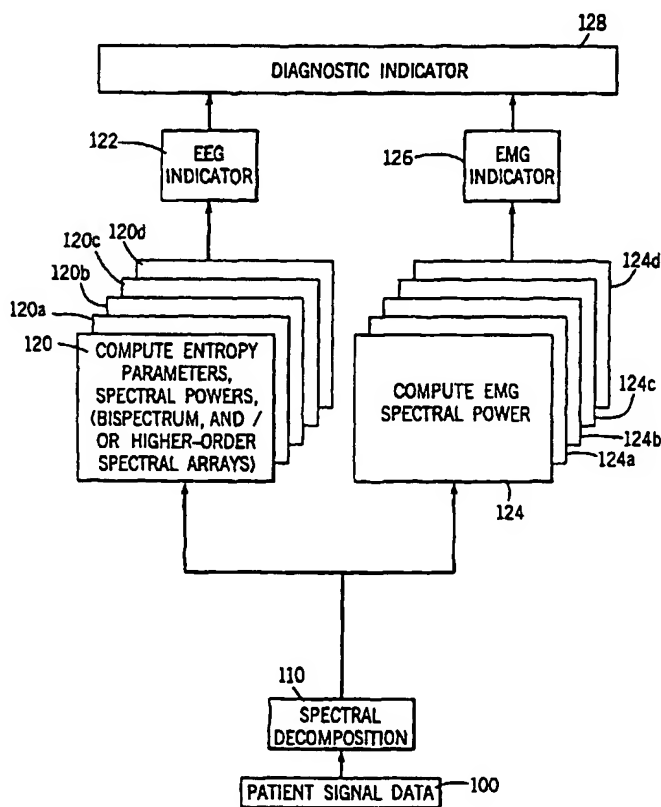 128
DIAGNOSTIC INDICATOR
122
EEG
INDICATOR
126
EMG
INDICATOR
120d
120c
120b
120a
120
COMPUTE ENTROPY
PARAMETERS,
SPECTRAL POWERS,
(BISPECTRUM, AND /
OR HIGHER-ORDER
SPECTRAL ARRAYS)
124d
COMPUTE EMG
SPECTRAL POWER
124c
124b
124a
124
110
SPECTRAL
DECOMPOSITION
PATIENT SIGNAL DATA
100